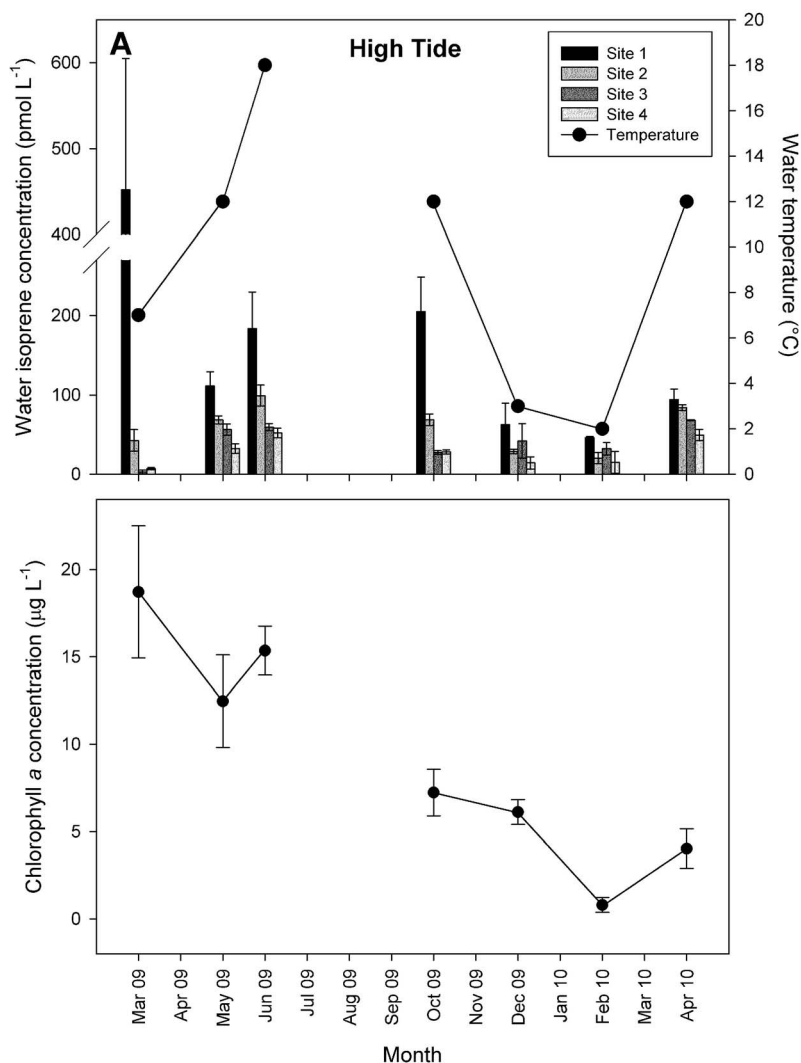 A
High Tide
Site 1
Site 2
Site 3
Site 4
Temperature
Water isoprene concentration (pmol L⁻¹)
600
500
400
200
100
0
Water temperature (°C)
20
18
16
14
12
10
8
6
4
2
0
Chlorophyll a concentration (µg L⁻¹)
20
15
10
5
0
Mar 09
Apr 09
May 09
Jun 09
Jul 09
Aug 09
Sep 09
Oct 09
Nov 09
Dec 09
Jan 10
Feb 10
Mar 10
Apr 10
Month